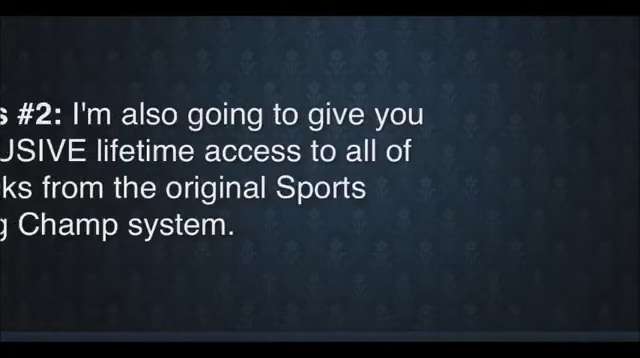 s #2: I'm also going to give you
USIVE lifetime access to all of
ks from the original Sports
g Champ system.